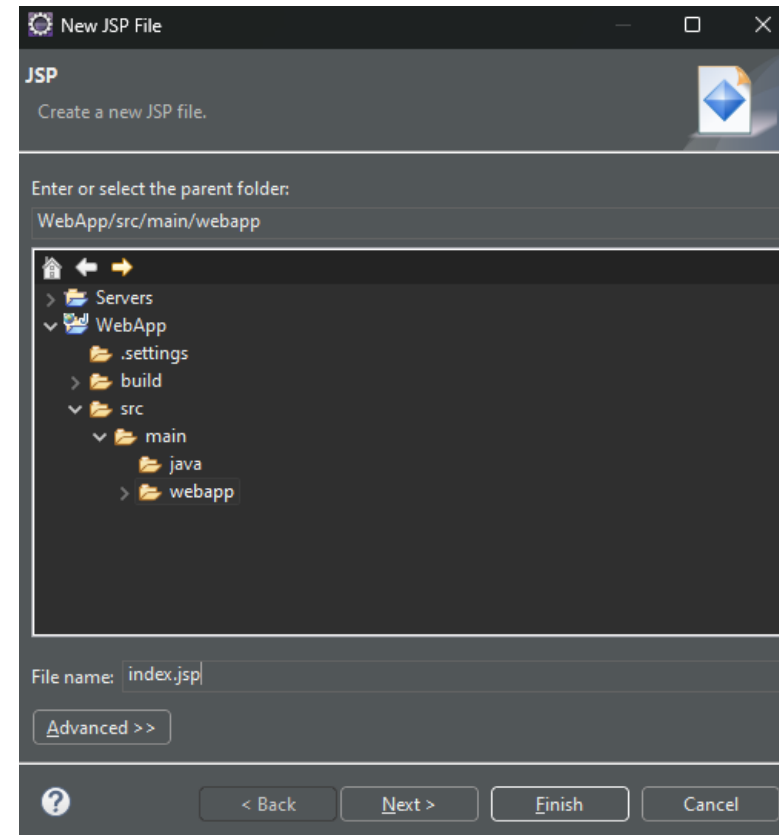 New JSP File
JSP
Create a new JSP file.
Enter or select the parent folder:
WebApp/src/main/webapp
Servers
WebApp
.settings
build
src
main
java
webapp
File name: index.jsp
Advanced >>
? < Back Next > Finish Cancel